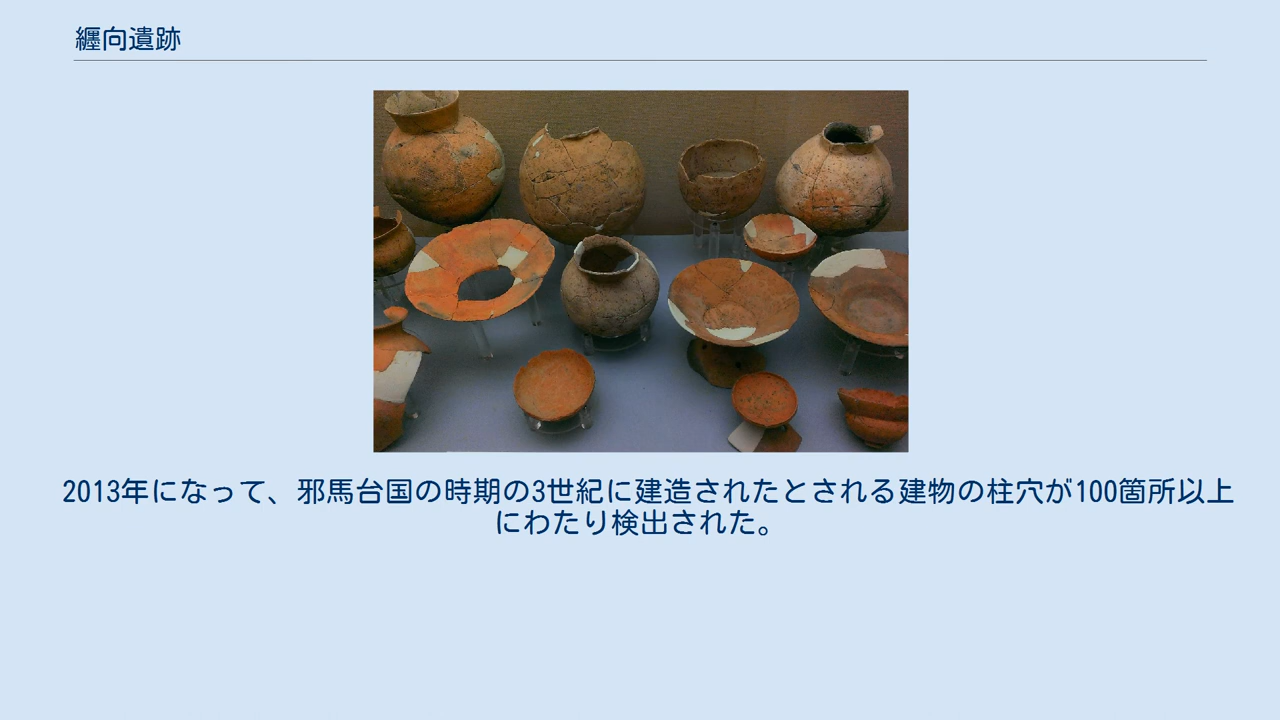 纒向遺跡
2013年になって、邪馬台国の時期の3世紀に建造されたとされる建物の柱穴が100箇所以上
にわたり検出された。